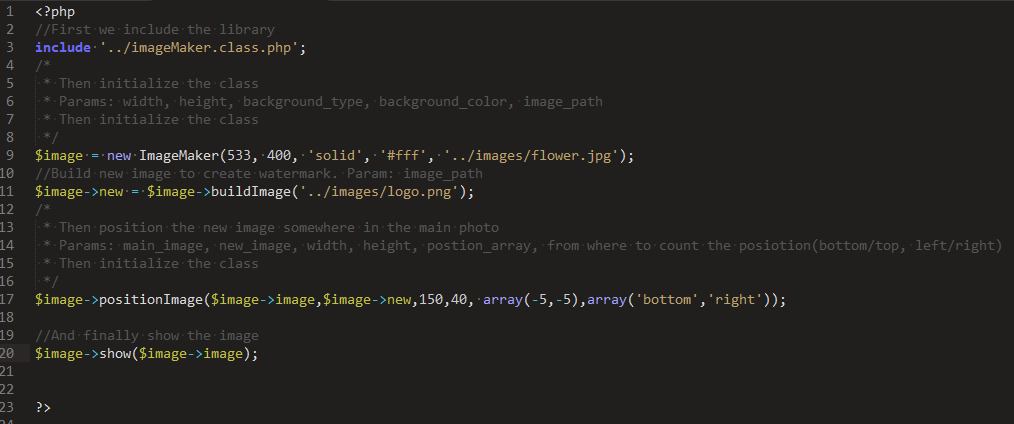 1 <?php
2 //First we include the library
3 include '../imageMaker.class.php';
4 /*
5 * Then initialize the class
6 * Params: width, height, background_type, background_color, image_path
7 * Then initialize the class
8 */
9 $image = new ImageMaker(533, 400, 'solid', '#fff', '../images/flower.jpg');
10 //Build new image to create watermark. Param: image_path
11 $image->new = $image->buildImage('../images/logo.png');
12 /*
13 * Then position the new image somewhere in the main photo
14 * Params: main_image, new_image, width, height, postion_array, from where to count the posiotion(bottom/top, left/right)
15 * Then initialize the class
16 */
17 $image->positionImage($image->image,$image->new,150,40, array(-5,-5),array('bottom','right'));
18
19 //And finally show the image
20 $image->show($image->image);
21
22
23 ?>
24